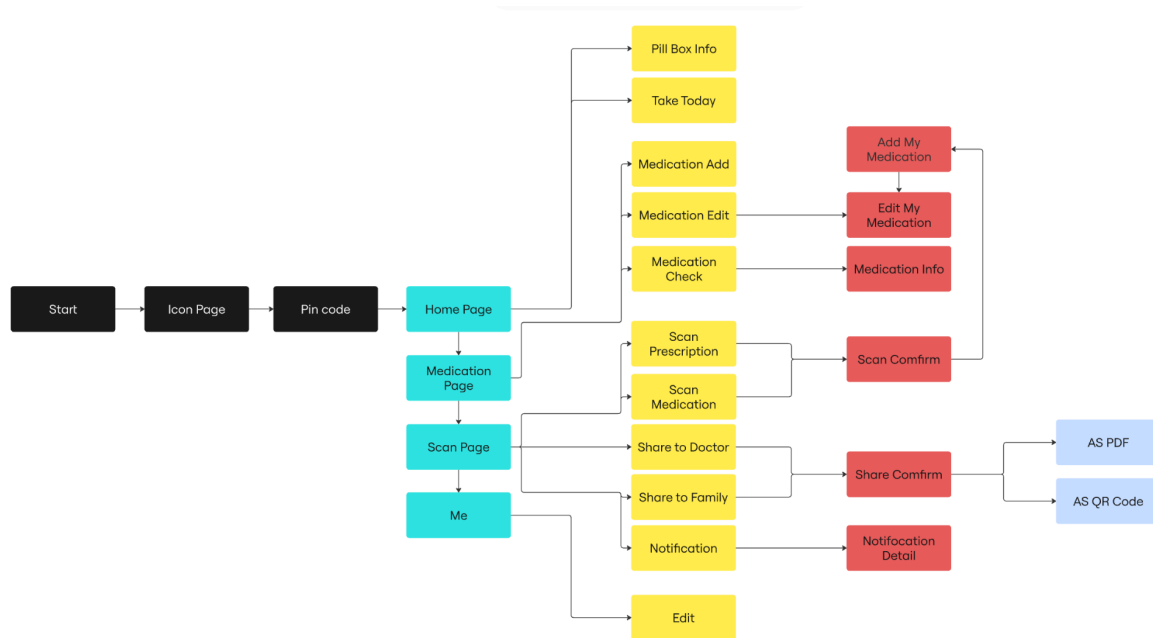 Pill Box Info
Take Today
Medication Add
Add My
Medication
Medication Edit
Edit My
Medication
Medication
Check
Medication Info
Start
Icon Page
Pin code
Home Page
Scan
Prescription
Scan Comfirm
Medication
Page
Scan
Medication
Scan Page
Share to Doctor
AS PDF
Share Comfirm
Me
Share to Family
AS QR Code
Notification
Notifocation
Detail
Edit